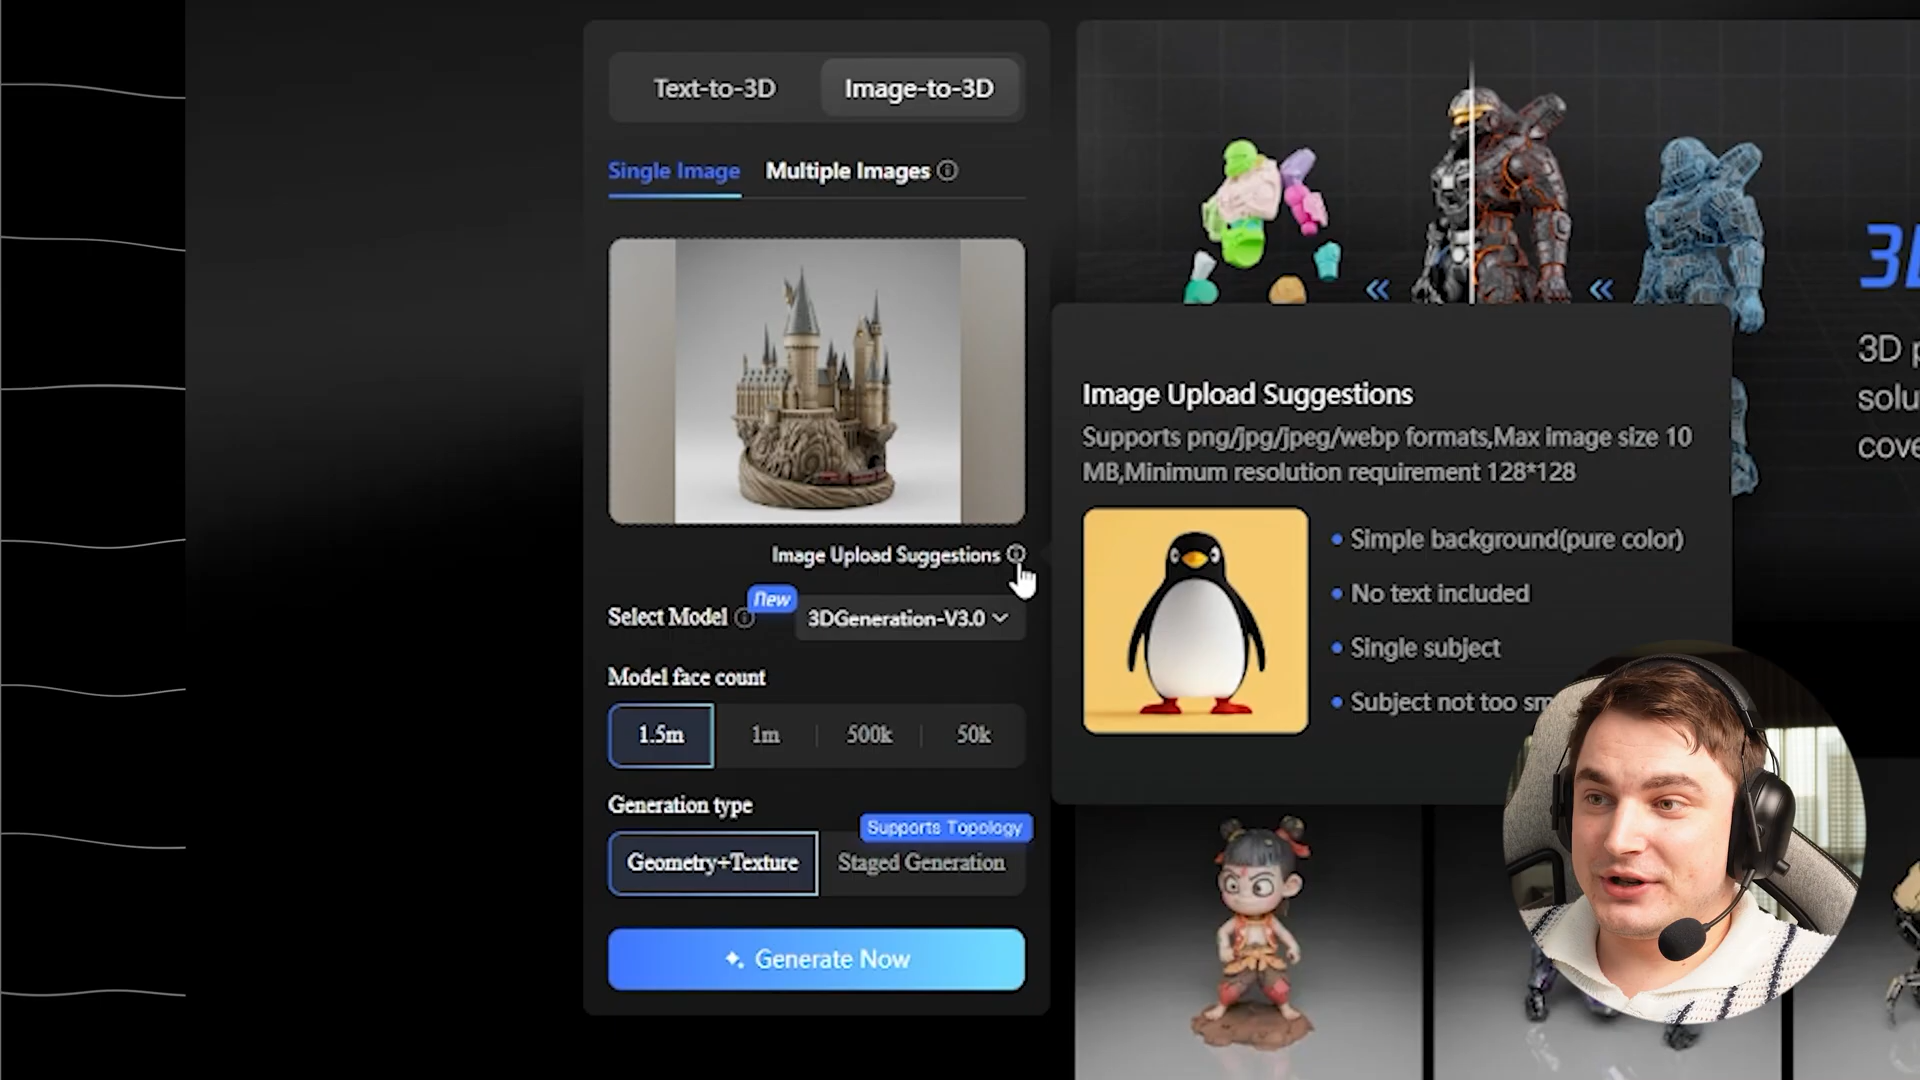 Text-to-3D
Image-to-3D
Single Image
Multiple Images
Image Upload Suggestions
New
Select Model
3DGeneration-V3.0
Model face count
1.5m
1m
500k
50k
Generation type
Supports Topology
Geometry+Texture
Staged Generation
Generate Now
Image Upload Suggestions
Supports png/jpg/jpeg/webp formats,Max image size 10
MB,Minimum resolution requirement 128*128
Simple background(pure color)
No text included
Single subject
Subject not too
3D
solu
cove